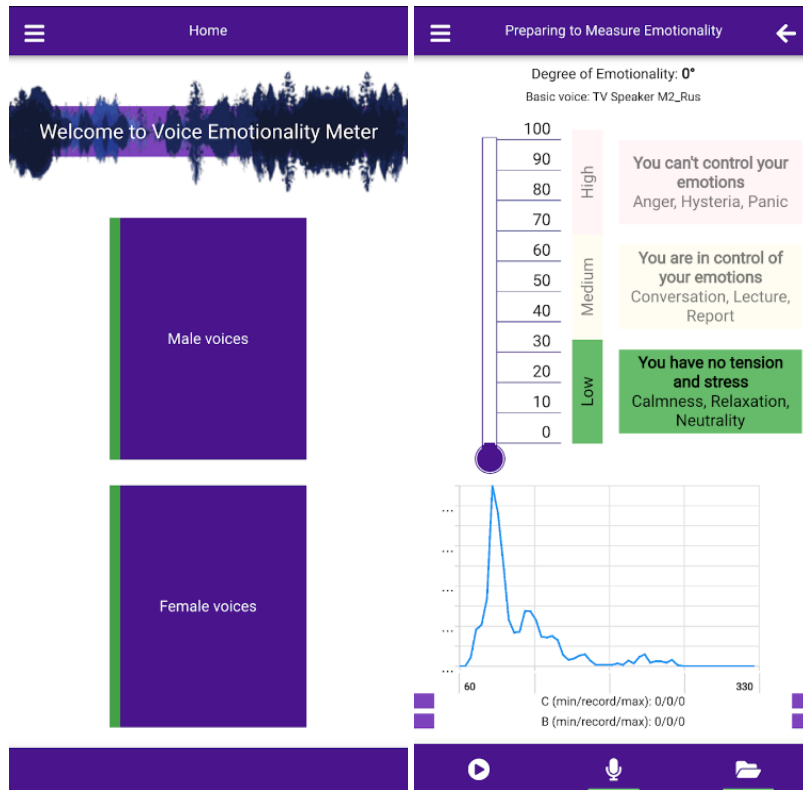 Home
Welcome to Voice Emotionality Meter
Male voices
Female voices
Preparing to Measure Emotionality
Degree of Emotionality: 0°
Basic voice: TV Speaker M2_Rus
100
90
80
70
60
50
40
30
20
10
0
High
Medium
Low
You can't control your
emotions
Anger, Hysteria, Panic
You are in control of
your emotions
Conversation, Lecture,
Report
You have no tension
and stress
Calmness, Relaxation,
Neutrality
...
...
...
...
...
60
330
C (min/record/max): 0/0/0
B (min/record/max): 0/0/0